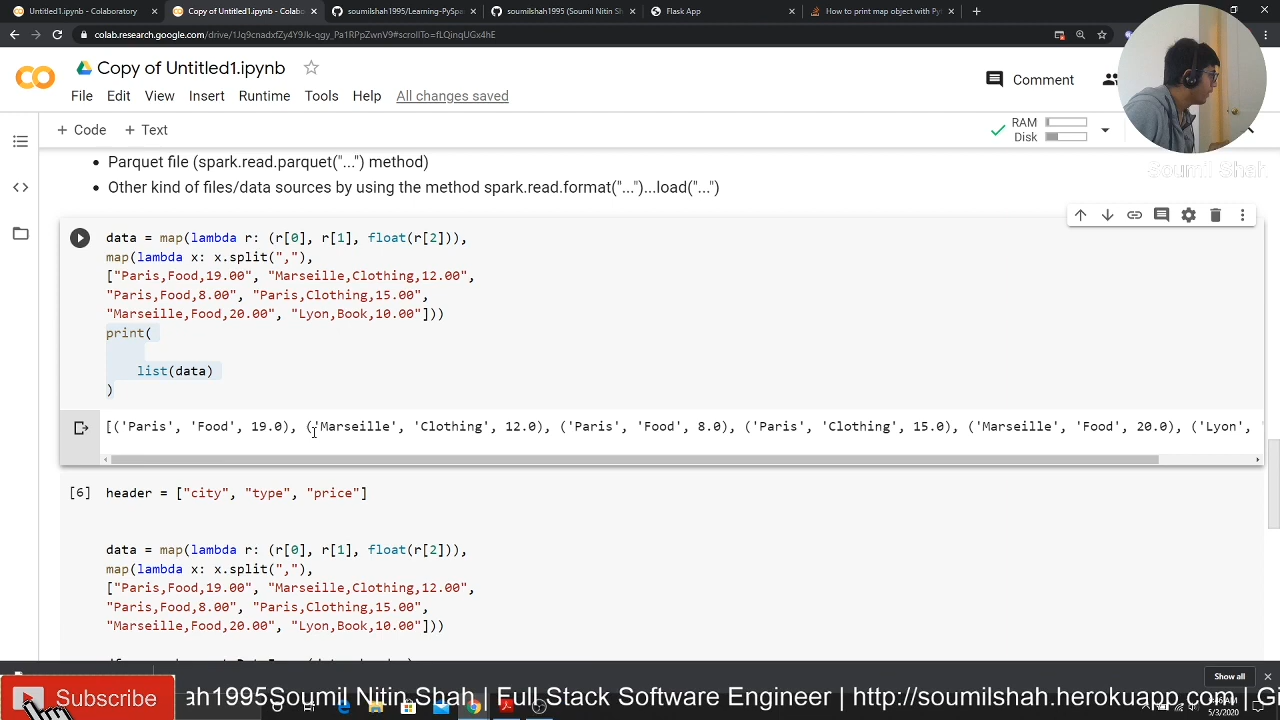 Untitled1.ipynb - Colaboratory
Copy of Untitled1.ipynb - Colabo
soumilshah1995/Learning-PySpa
soumilshah1995 (Soumil Nitin Sh
Flask App
How to print map object with Pyt
colab.research.google.com/drive/1Jq9cnadxfZy4Y9Jk-qgy_Pa1RPpZwnV9#scrollTo=fLQinqUGx4hE
Copy of Untitled1.ipynb
Comment
File Edit View Insert Runtime Tools Help All changes saved
+ Code + Text
RAM
Disk
Soumil Shah
• Parquet file (spark.read.parquet("...") method)
• Other kind of files/data sources by using the method spark.read.format("...")...load("...")
data = map(lambda r: (r[0], r[1], float(r[2])),
map(lambda x: x.split(","),
["Paris,Food,19.00", "Marseille,Clothing,12.00",
"Paris,Food,8.00", "Paris,Clothing,15.00",
"Marseille,Food,20.00", "Lyon,Book,10.00"]))
print(
list(data)
)
[('Paris', 'Food', 19.0), ('Marseille', 'Clothing', 12.0), ('Paris', 'Food', 8.0), ('Paris', 'Clothing', 15.0), ('Marseille', 'Food', 20.0), ('Lyon', '
[6] header = ["city", "type", "price"]
data = map(lambda r: (r[0], r[1], float(r[2])),
map(lambda x: x.split(","),
["Paris,Food,19.00", "Marseille,Clothing,12.00",
"Paris,Food,8.00", "Paris,Clothing,15.00",
"Marseille,Food,20.00", "Lyon,Book,10.00"]))
Show all
Subscribe
ah1995Soumil Nitin Shah | Full Stack Software Engineer | http://soumilshah.herokuapp.com | Gi
5/3/2020